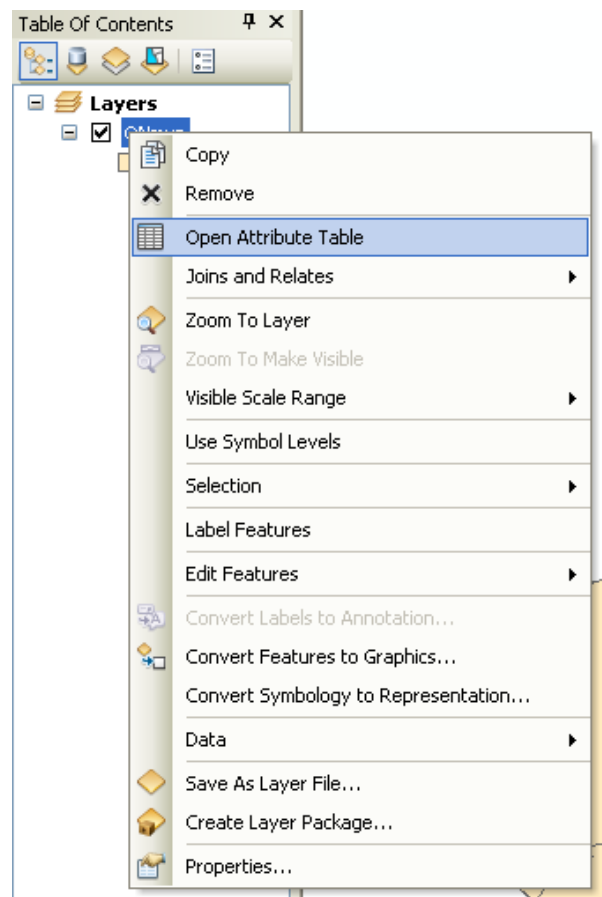 Table Of Contents
Layers
Copy
Remove
Open Attribute Table
Joins and Relates
Zoom To Layer
Zoom To Make Visible
Visible Scale Range
Use Symbol Levels
Selection
Label Features
Edit Features
Convert Labels to Annotation...
Convert Features to Graphics...
Convert Symbology to Representation...
Data
Save As Layer File...
Create Layer Package...
Properties...